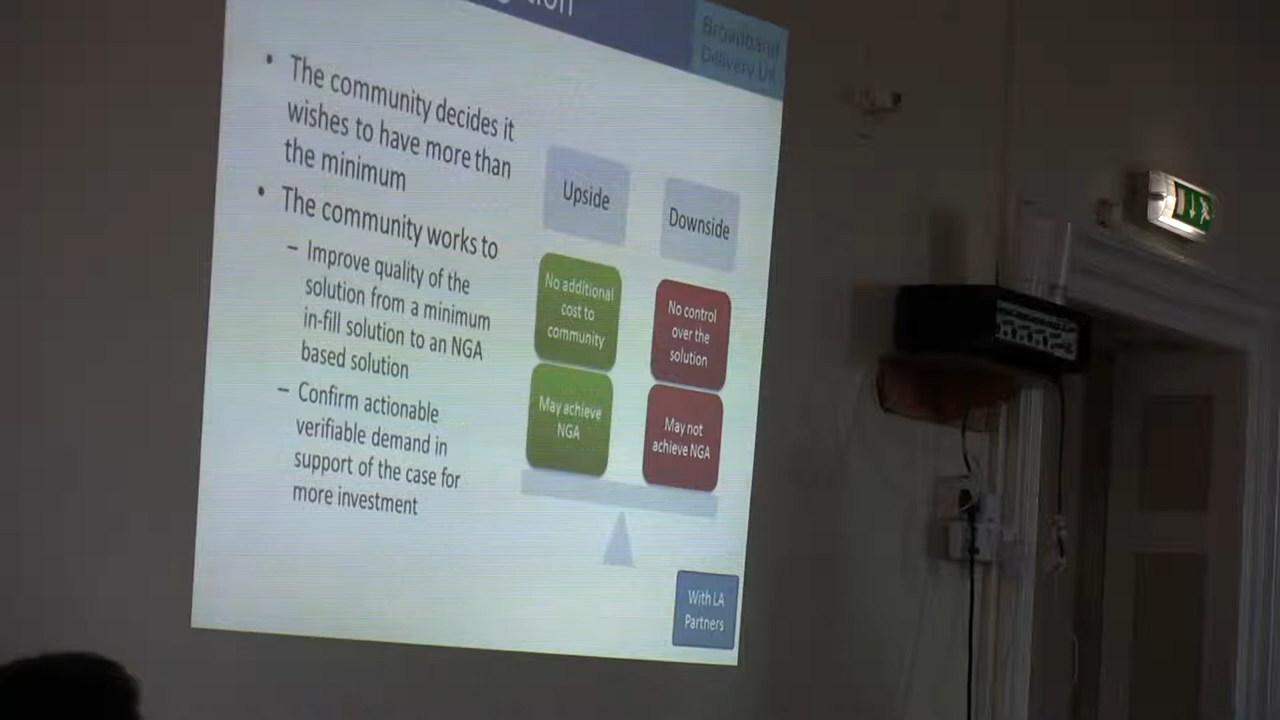 Broadband
Delivery UK
• The community decides it
wishes to have more than
the minimum
• The community works to
– Improve quality of the
solution from a minimum
in-fill solution to an NGA
based solution
– Confirm actionable
verifiable demand in
support of the case for
more investment
Upside
Downside
No additional
cost to
community
No control
over the
solution
May achieve
NGA
May not
achieve NGA
With LA
Partners